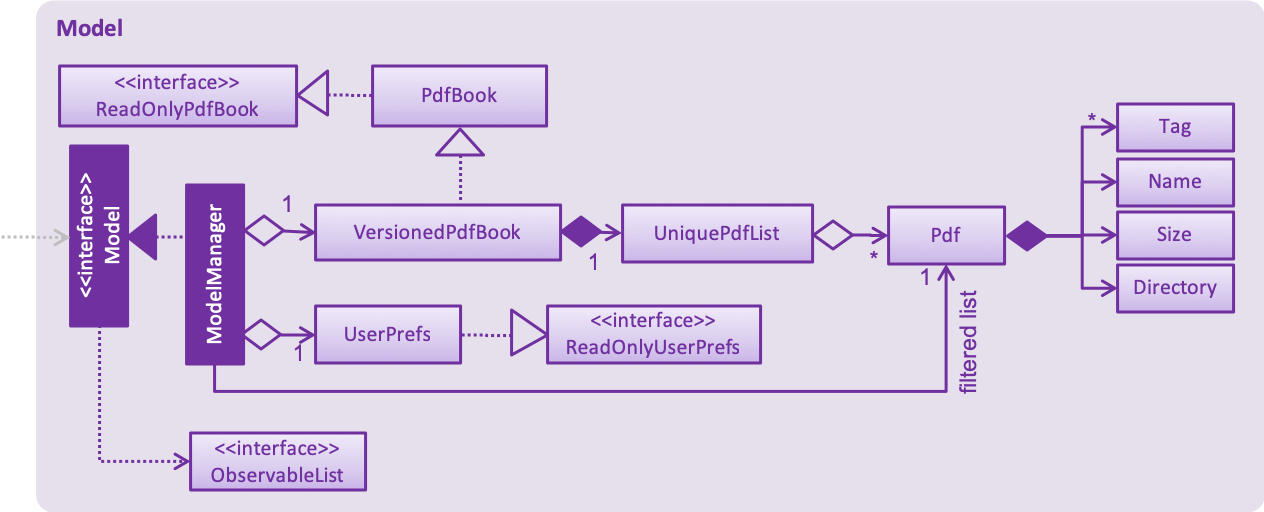 Model
<<interface>>
ReadOnlyPdfBook
PdfBook
<<interface>>
Model
ModelManager
1
VersionedPdfBook
1
UniquePdfList
*
Pdf
1
filtered list
*
Tag
Name
Size
Directory
1
UserPrefs
<<interface>>
ReadOnlyUserPrefs
<<interface>>
ObservableList